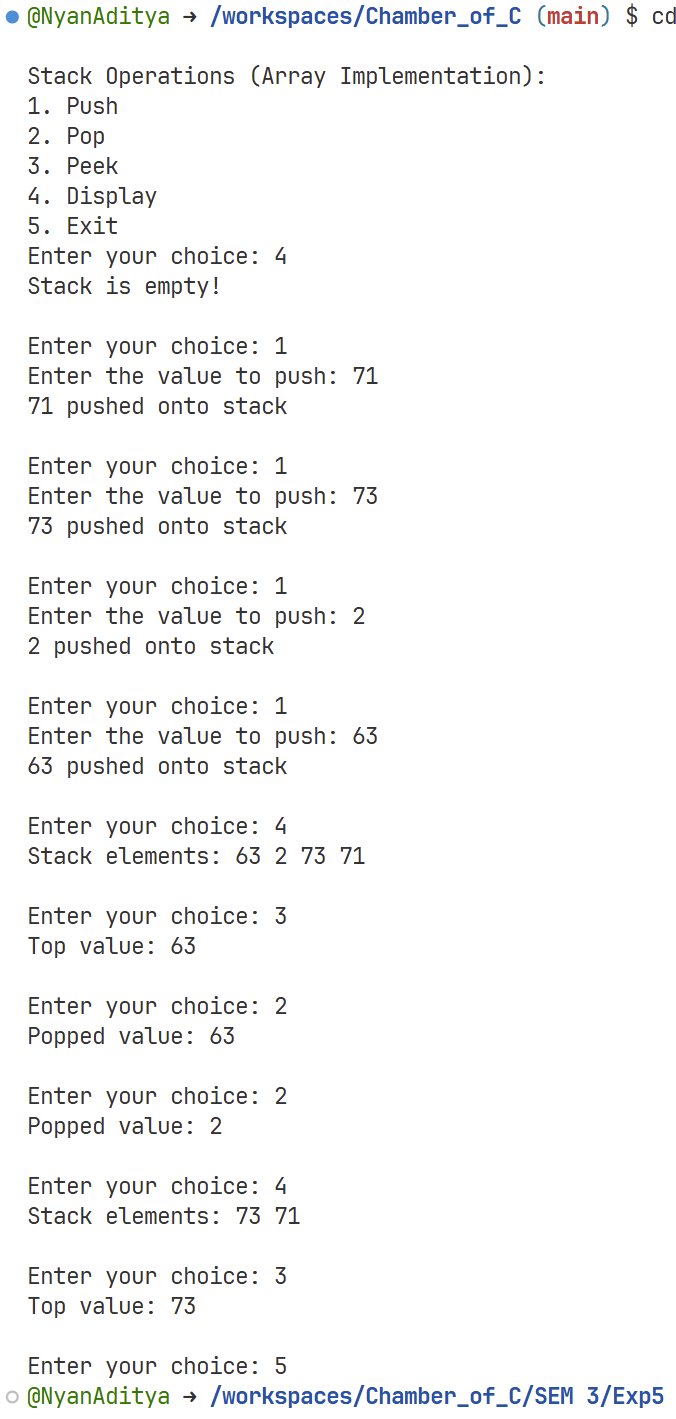 @NyanAditya → /workspaces/Chamber_of_C (main) $ cd
Stack Operations (Array Implementation):
1. Push
2. Pop
3. Peek
4. Display
5. Exit
Enter your choice: 4
Stack is empty!
Enter your choice: 1
Enter the value to push: 71
71 pushed onto stack
Enter your choice: 1
Enter the value to push: 73
73 pushed onto stack
Enter your choice: 1
Enter the value to push: 2
2 pushed onto stack
Enter your choice: 1
Enter the value to push: 63
63 pushed onto stack
Enter your choice: 4
Stack elements: 63 2 73 71
Enter your choice: 3
Top value: 63
Enter your choice: 2
Popped value: 63
Enter your choice: 2
Popped value: 2
Enter your choice: 4
Stack elements: 73 71
Enter your choice: 3
Top value: 73
Enter your choice: 5
@NyanAditya → /workspaces/Chamber_of_C/SEM 3/Exp5